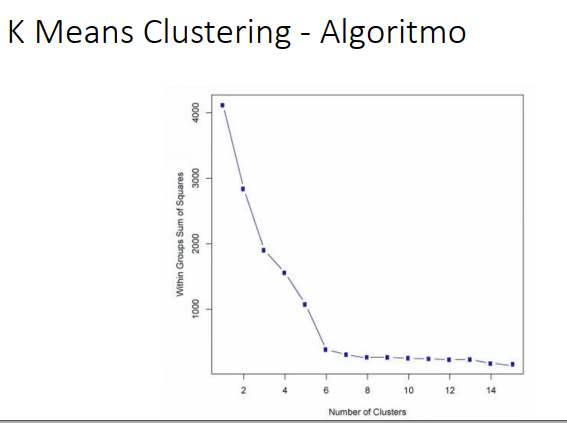 K Means Clustering - Algoritmo
4000
3000
2000
1000
Within Groups Sum of Squares
2 4 6 8 10 12 14
Number of Clusters